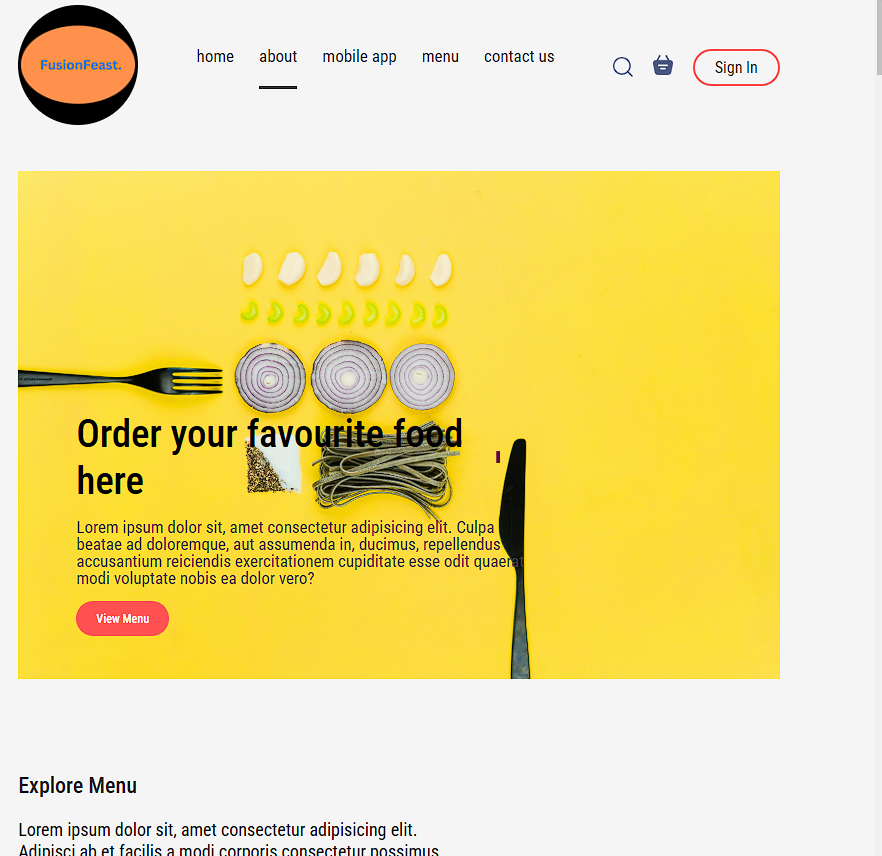 FusionFeast.
home about mobile app menu contact us
Sign In
Order your favourite food
here
Lorem ipsum dolor sit, amet consectetur adipisicing elit. Culpa
beatae ad doloremque, aut assumenda in, ducimus, repellendus
accusantium reiciendis exercitationem cupiditate esse odit quaerat
modi voluptate nobis ea dolor vero?
View Menu
Explore Menu
Lorem ipsum dolor sit, amet consectetur adipisicing elit.
Adipisci ab et facilis a modi corporis consectetur possimus